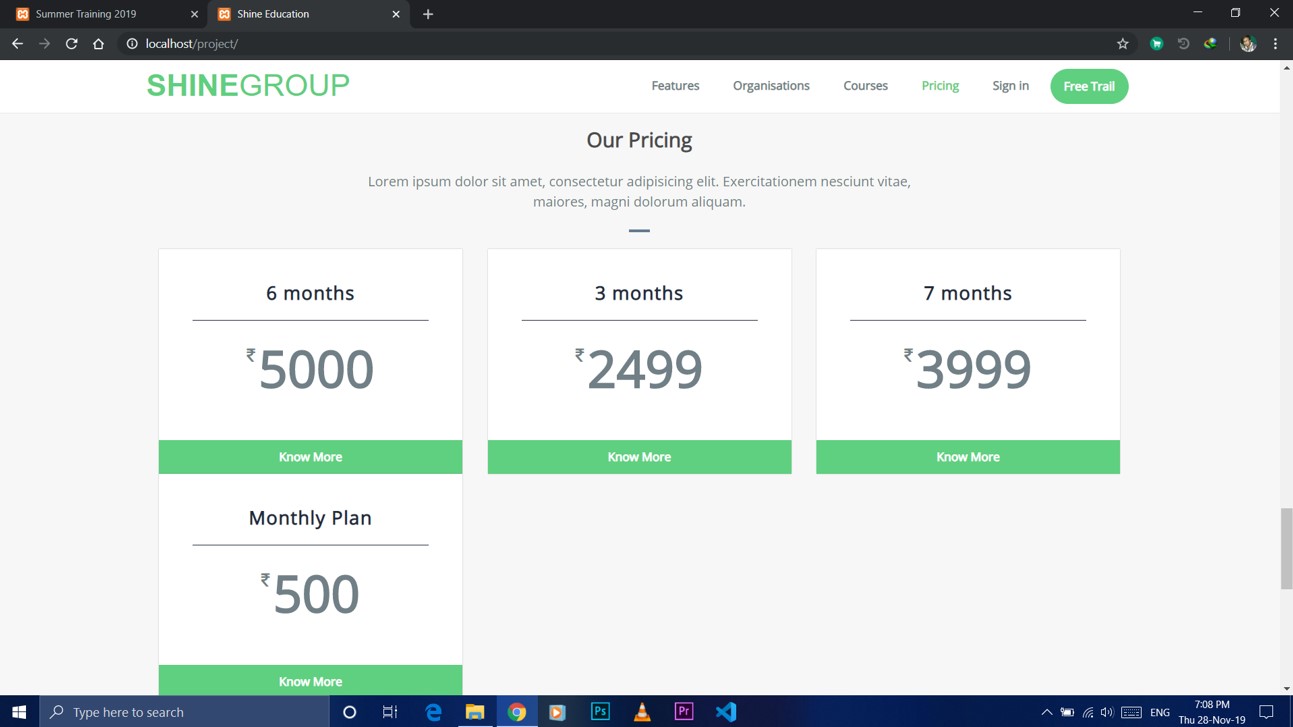 Summer Training 2019
Shine Education
localhost/project/
SHINEGROUP
Features
Organisations
Courses
Pricing
Sign in
Free Trail
Our Pricing
Lorem ipsum dolor sit amet, consectetur adipisicing elit. Exercitationem nesciunt vitae,
maiores, magni dolorum aliquam.
6 months
₹5000
Know More
3 months
₹2499
Know More
7 months
₹3999
Know More
Monthly Plan
₹500
Know More
Type here to search
Ps
Pr
ENG
7:08 PM
Thu 28-Nov-19